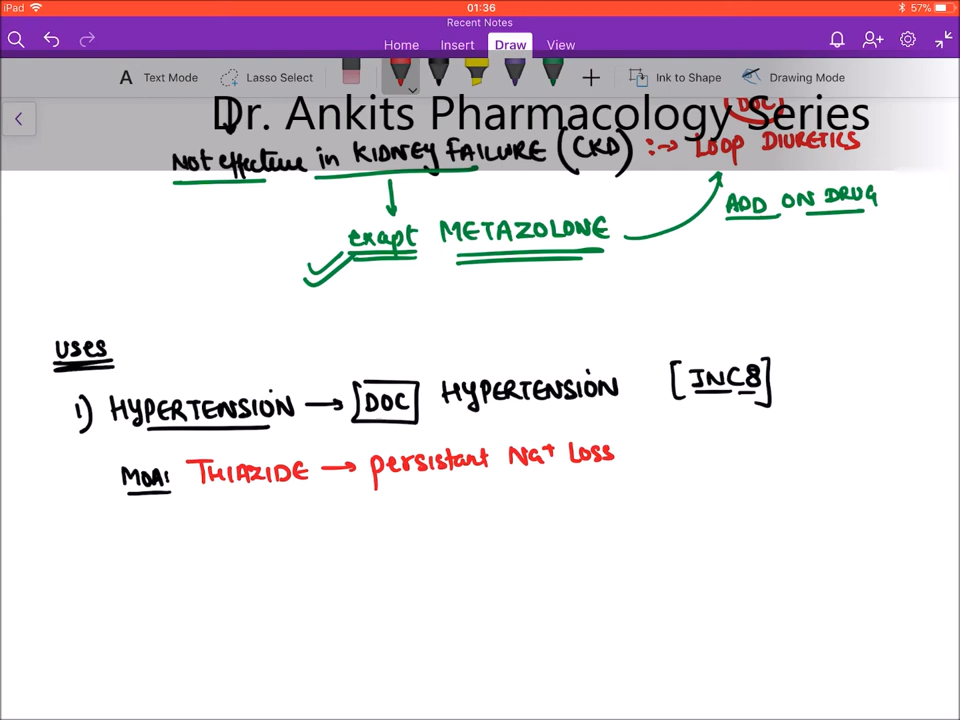 iPad 01:36 57%
Recent Notes
Home Insert Draw View
Text Mode Lasso Select Ink to Shape Drawing Mode
(DOC)
Dr. Ankits Pharmacology Series
Not effective in KIDNEY FAILURE (CKD) :→ LOOP DIURETICS
ADD ON DRUG
exapt METAZOLONE
USES
1) HYPERTENSION → [DOC] HYPERTENSION [JNC8]
MOA: THIAZIDE → persistant Na+ Loss